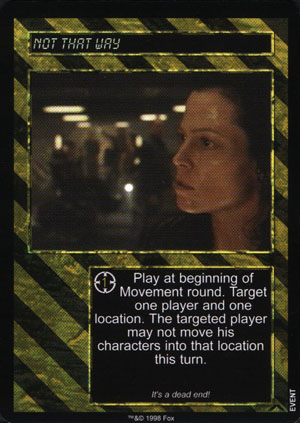 NOT THAT WAY
1
Play at beginning of
Movement round. Target
one player and one
location. The targeted player
may not move his
characters into that location
this turn.
It's a dead end!
™&© 1998 Fox
EVENT